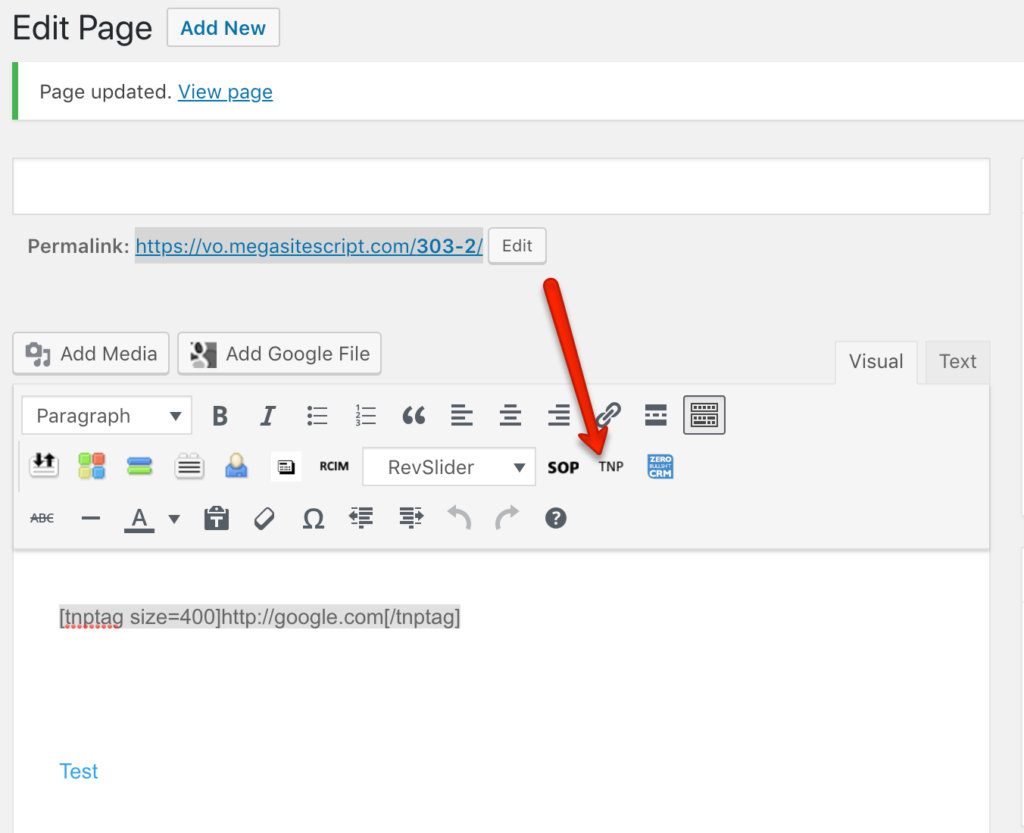 Edit Page Add New
Page updated. View page
Permalink: https://vo.megasitescript.com/303-2/ Edit
Add Media Add Google File Visual Text
Paragraph B I
RCIM RevSlider SOP TNP ZERO BULLSHIT CRM
ABC A T Ω ?
[tnptag size=400]http://google.com[/tnptag]
Test